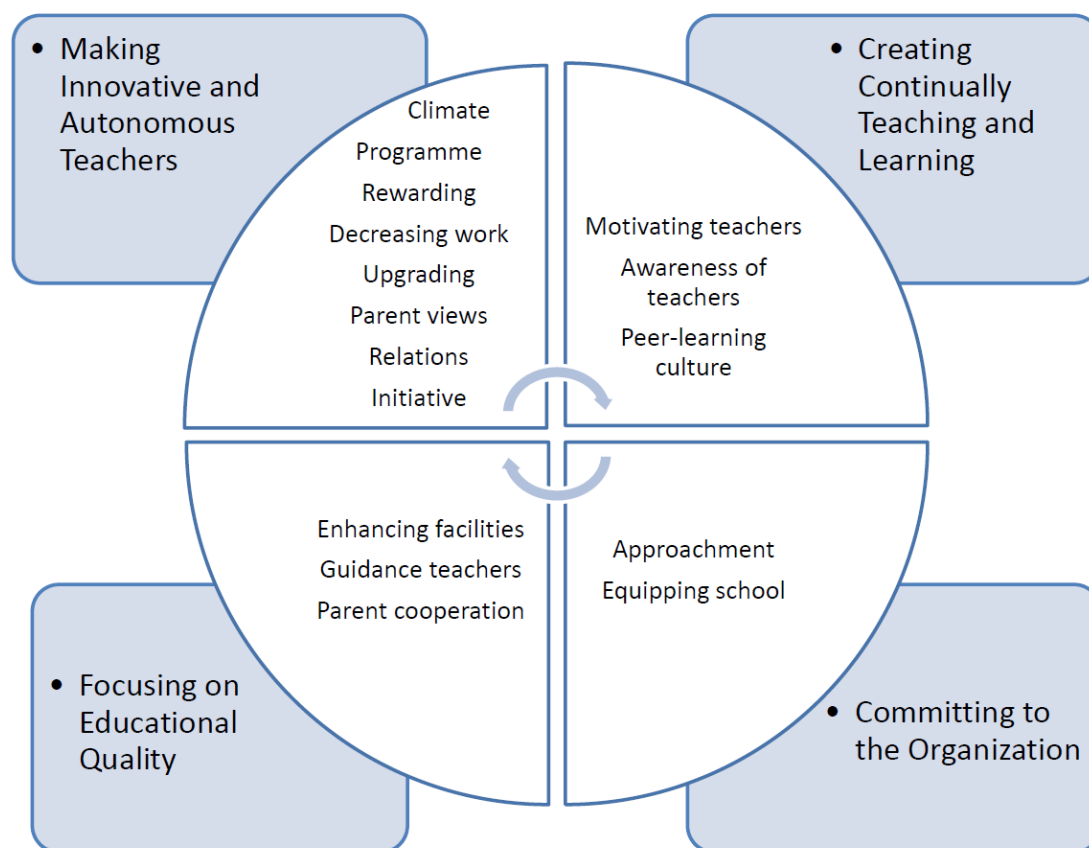 • Making
Innovative and
Autonomous
Teachers
• Creating
Continually
Teaching and
Learning
Climate
Programme
Rewarding
Decreasing work
Upgrading
Parent views
Relations
Initiative
Motivating teachers
Awareness of
teachers
Peer-learning
culture
Enhancing facilities
Guidance teachers
Parent cooperation
Approachment
Equipping school
• Focusing on
Educational
Quality
• Committing to
the Organization